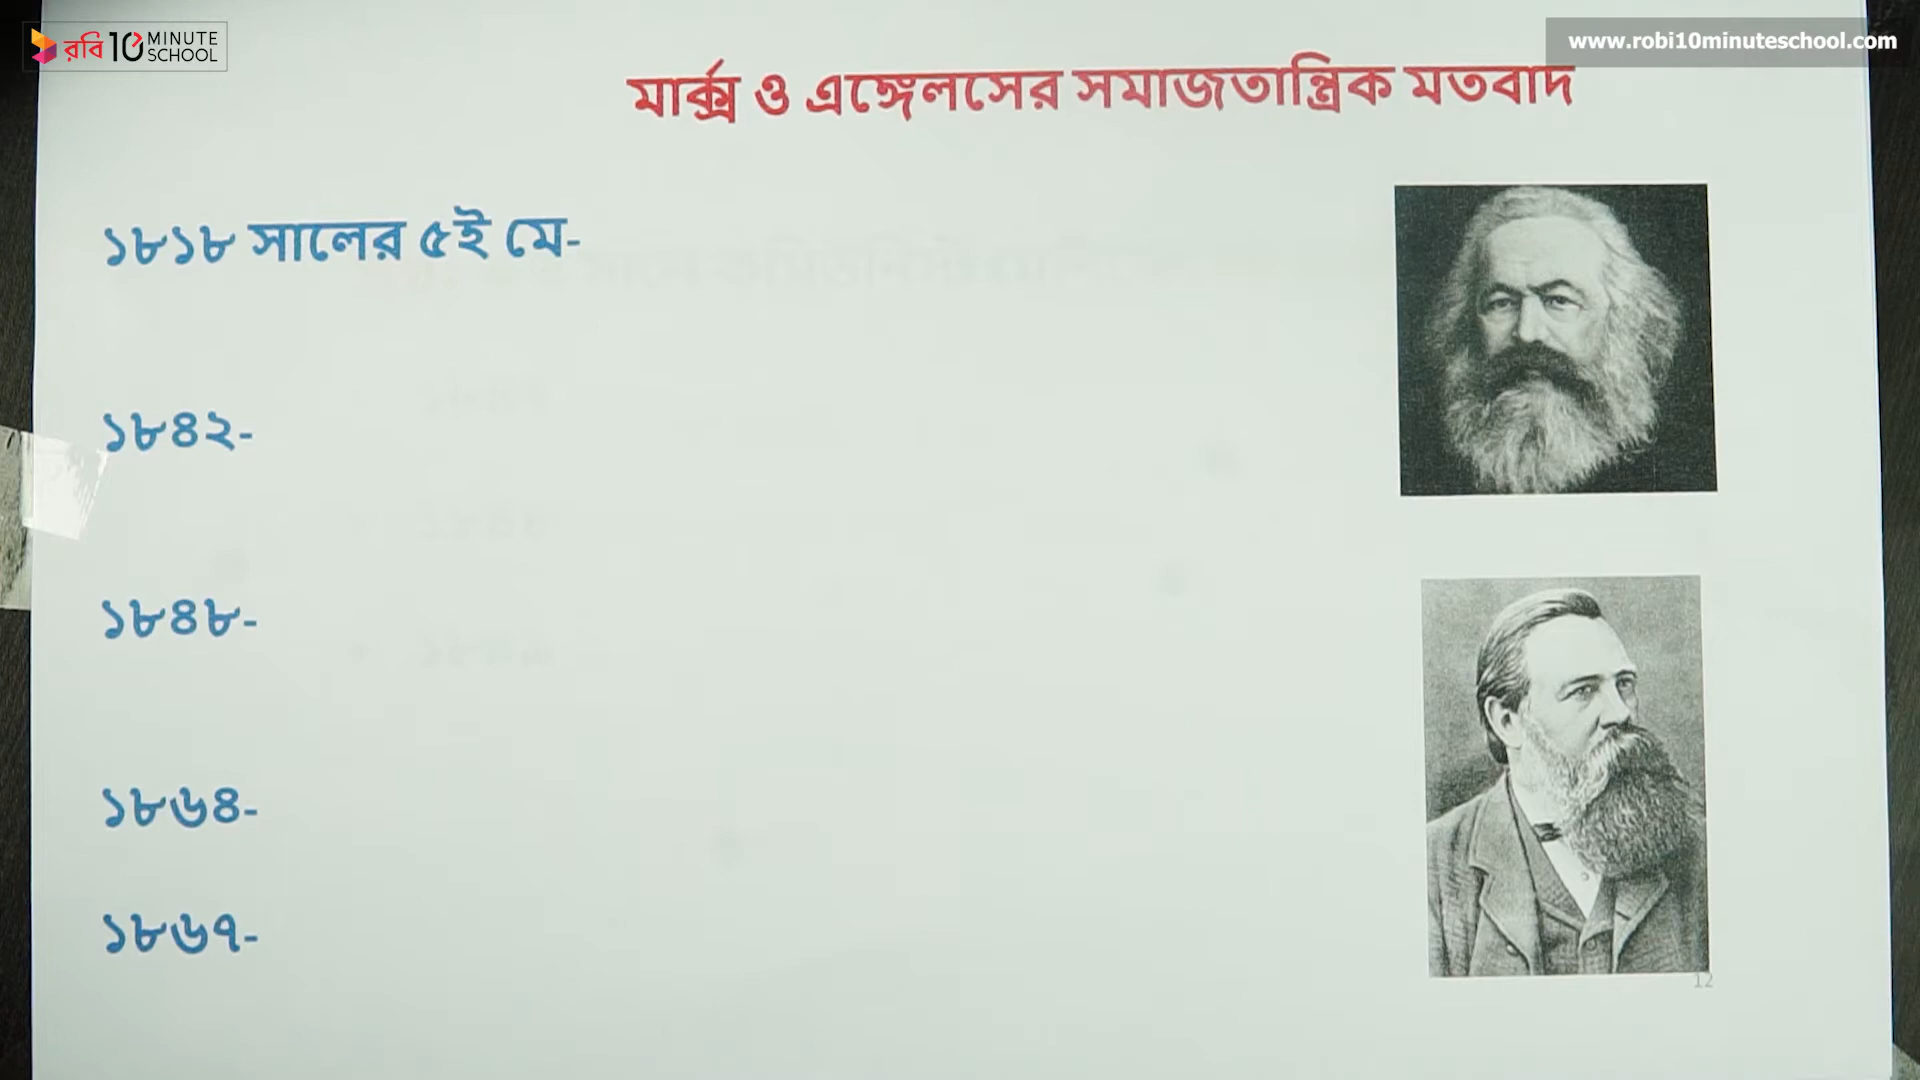 রবি 10 MINUTE SCHOOL
www.robi10minuteschool.com
মার্ক্স ও এঙ্গেলসের সমাজতান্ত্রিক মতবাদ
১৮১৮ সালের ৫ই মে-
১৮৪২-
১৮৪৮-
১৮৬৪-
১৮৬৭-
12